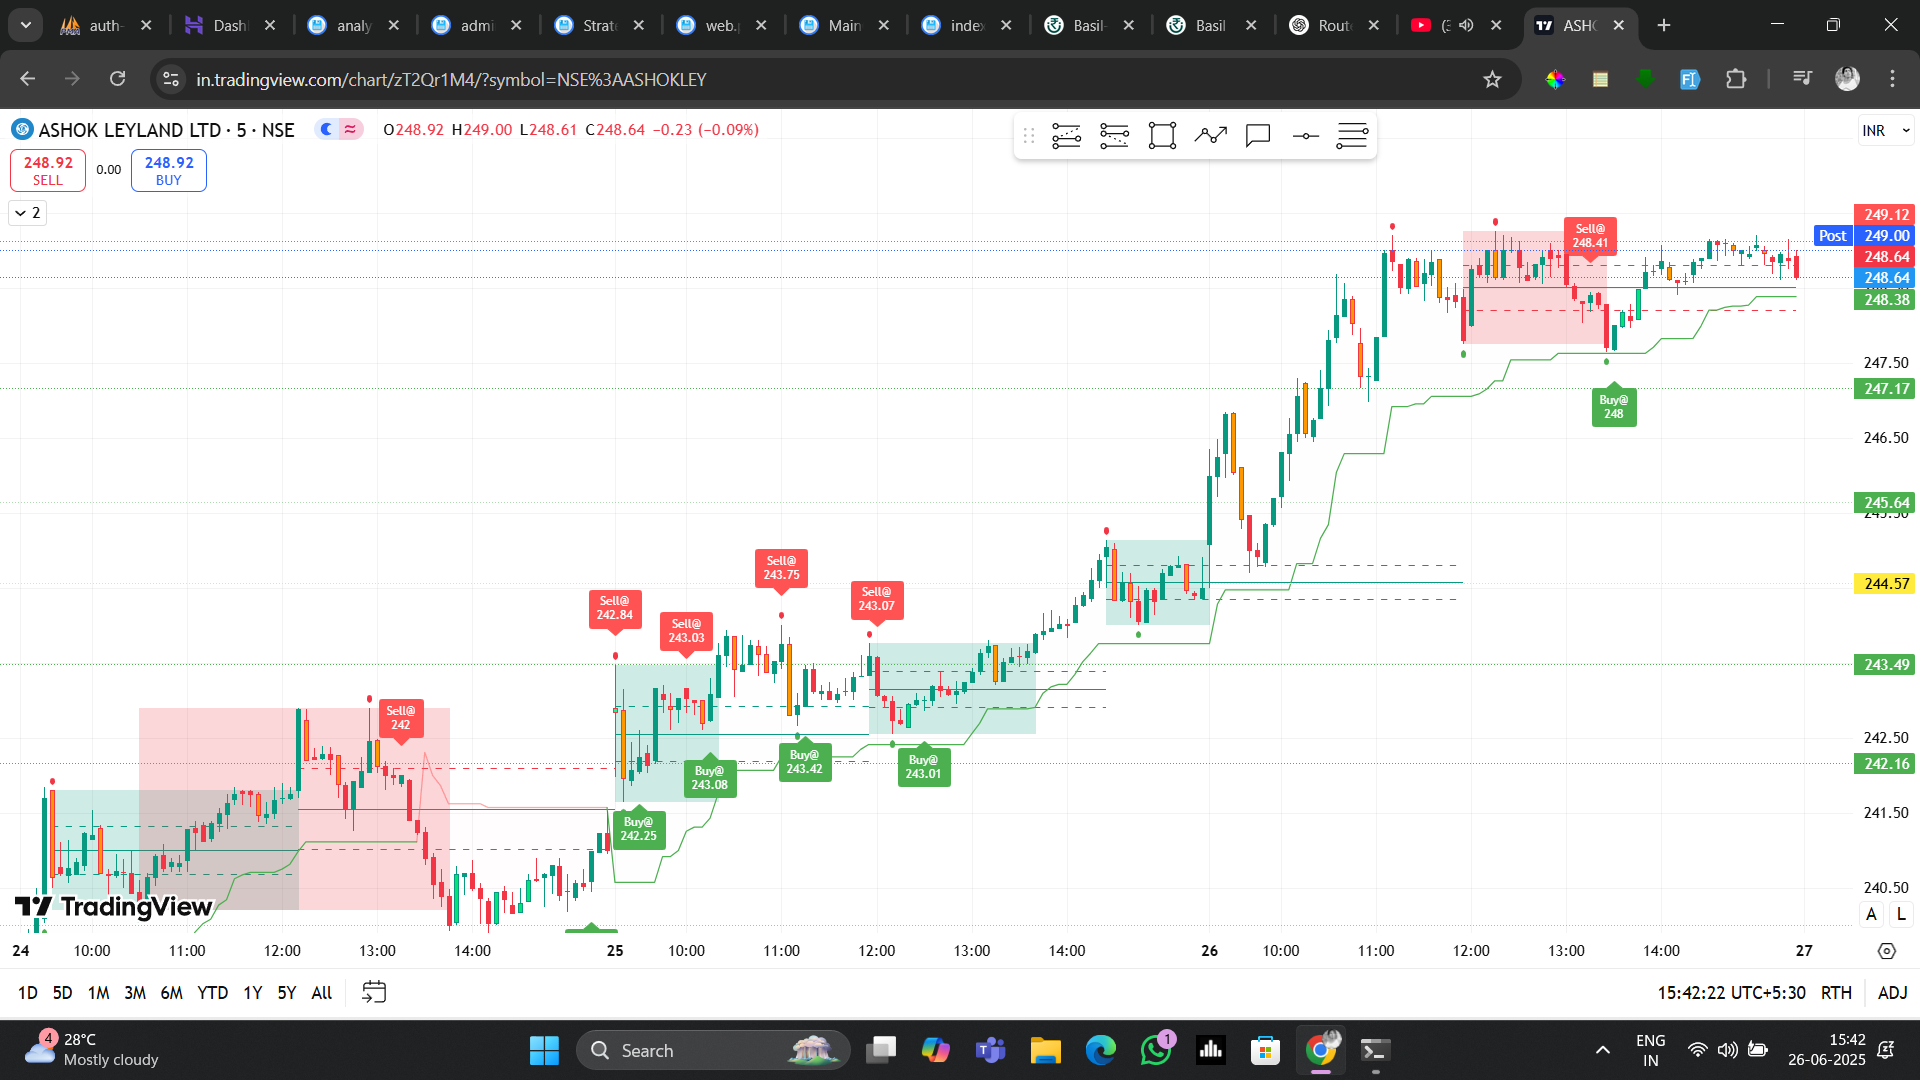 auth-
Dashl
analy
admi
Strate
web.p
Main
index
Basil-
Basil
Route
(3
ASHO
in.tradingview.com/chart/zT2Qr1M4/?symbol=NSE%3AASHOKLEY
ASHOK LEYLAND LTD · 5 · NSE
O248.92 H249.00 L248.61 C248.64 −0.23 (−0.09%)
INR
248.92
SELL
0.00
248.92
BUY
2
249.12
Post 249.00
248.64
248.64
248.38
247.50
247.17
246.50
245.64
245.50
244.57
243.49
242.50
242.16
241.50
240.50
Sell@
248.41
Buy@
248
Sell@
243.75
Sell@
242.84
Sell@
243.07
Sell@
243.03
Sell@
242
Buy@
243.42
Buy@
243.01
Buy@
243.08
Buy@
242.25
TradingView
A L
24 10:00 11:00 12:00 13:00 14:00 25 10:00 11:00 12:00 13:00 14:00 26 10:00 11:00 12:00 13:00 14:00 27
1D 5D 1M 3M 6M YTD 1Y 5Y All
15:42:22 UTC+5:30 RTH ADJ
4
28°C
Mostly cloudy
Search
1
ENG
IN
15:42
26-06-2025